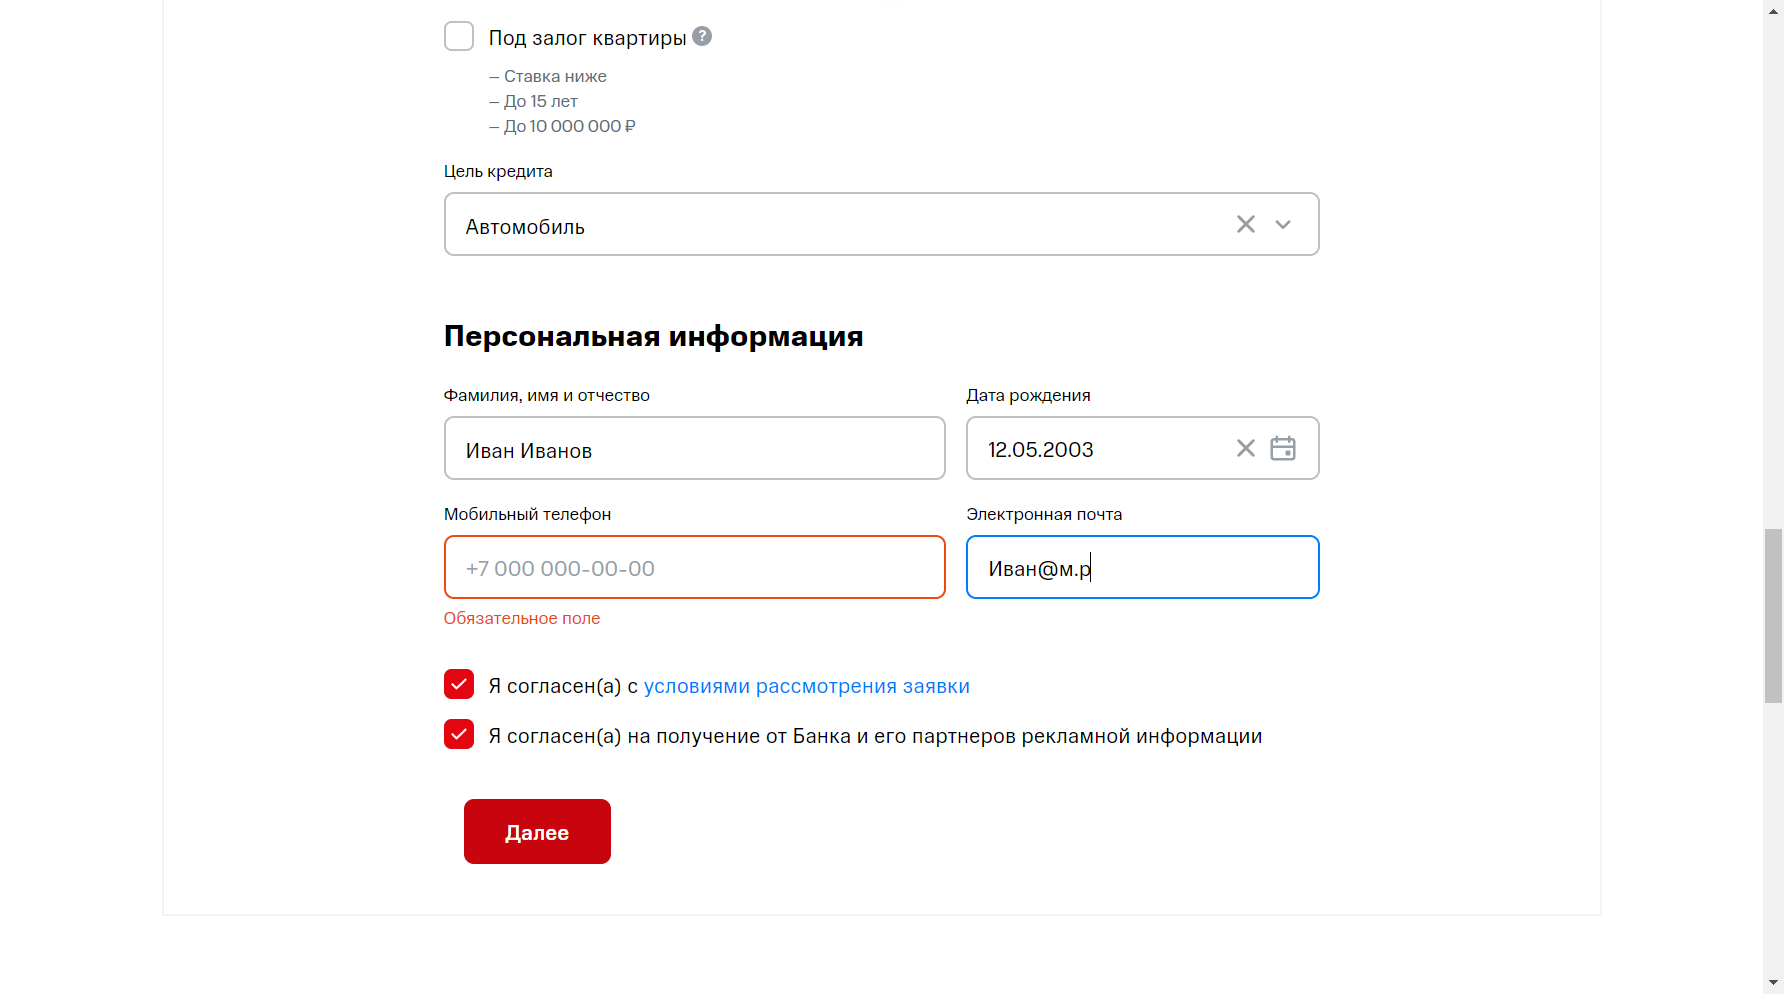 Под залог квартиры ?
– Ставка ниже
– До 15 лет
– До 10 000 000 ₽
Цель кредита
Автомобиль
Персональная информация
Фамилия, имя и отчество
Иван Иванов
Дата рождения
12.05.2003
Мобильный телефон
+7 000 000-00-00
Обязательное поле
Электронная почта
Иван@м.р
Я согласен(а) с условиями рассмотрения заявки
Я согласен(а) на получение от Банка и его партнеров рекламной информации
Далее